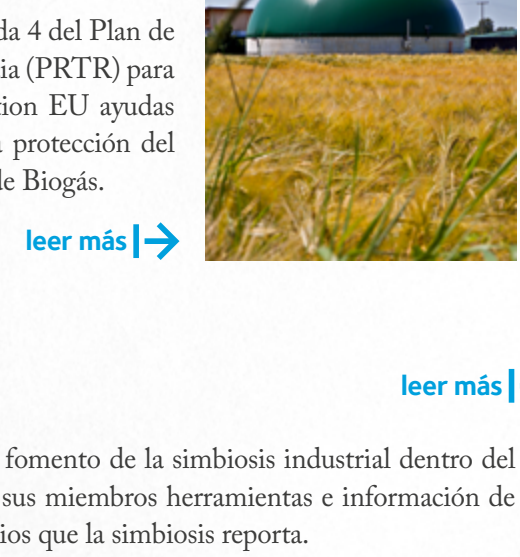 da 4 del Plan de
ia (PRTR) para
tion EU ayudas
protección del
de Biogás.
leer más
leer más
fomento de la simbiosis industrial dentro del
sus miembros herramientas e información de
ios que la simbiosis reporta.